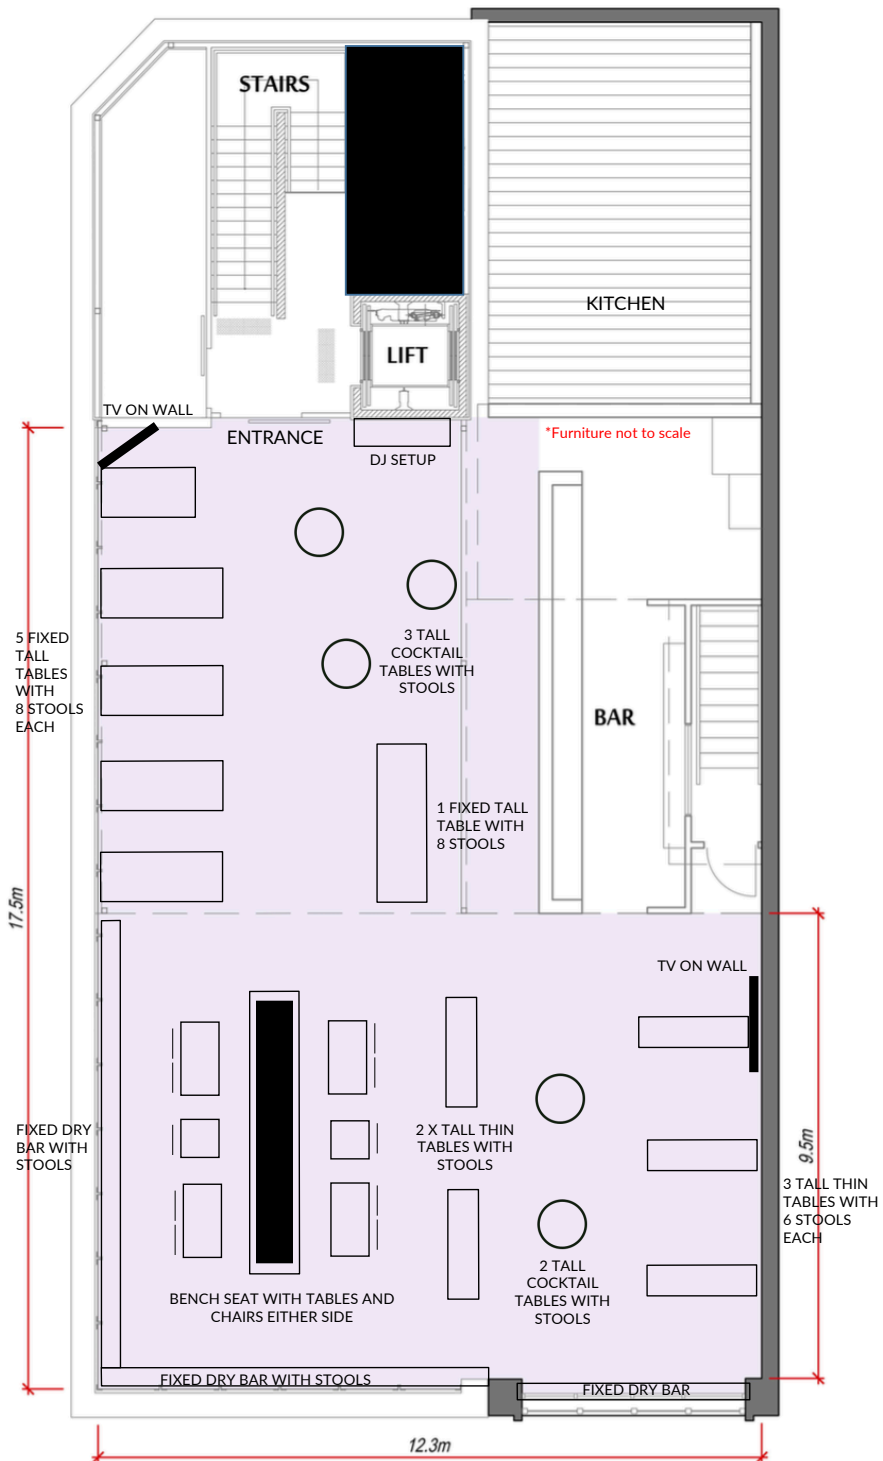 STAIRS
KITCHEN
LIFT
TV ON WALL
ENTRANCE
*Furniture not to scale
DJ SETUP
5 FIXED
TALL
TABLES
WITH
8 STOOLS
EACH
3 TALL
COCKTAIL
TABLES WITH
STOOLS
BAR
1 FIXED TALL
TABLE WITH
8 STOOLS
17.5m
TV ON WALL
FIXED DRY
BAR WITH
STOOLS
2 X TALL THIN
TABLES WITH
STOOLS
9.5m
3 TALL THIN
TABLES WITH
6 STOOLS
EACH
2 TALL
COCKTAIL
TABLES WITH
STOOLS
BENCH SEAT WITH TABLES AND
CHAIRS EITHER SIDE
FIXED DRY BAR WITH STOOLS
FIXED DRY BAR
12.3m